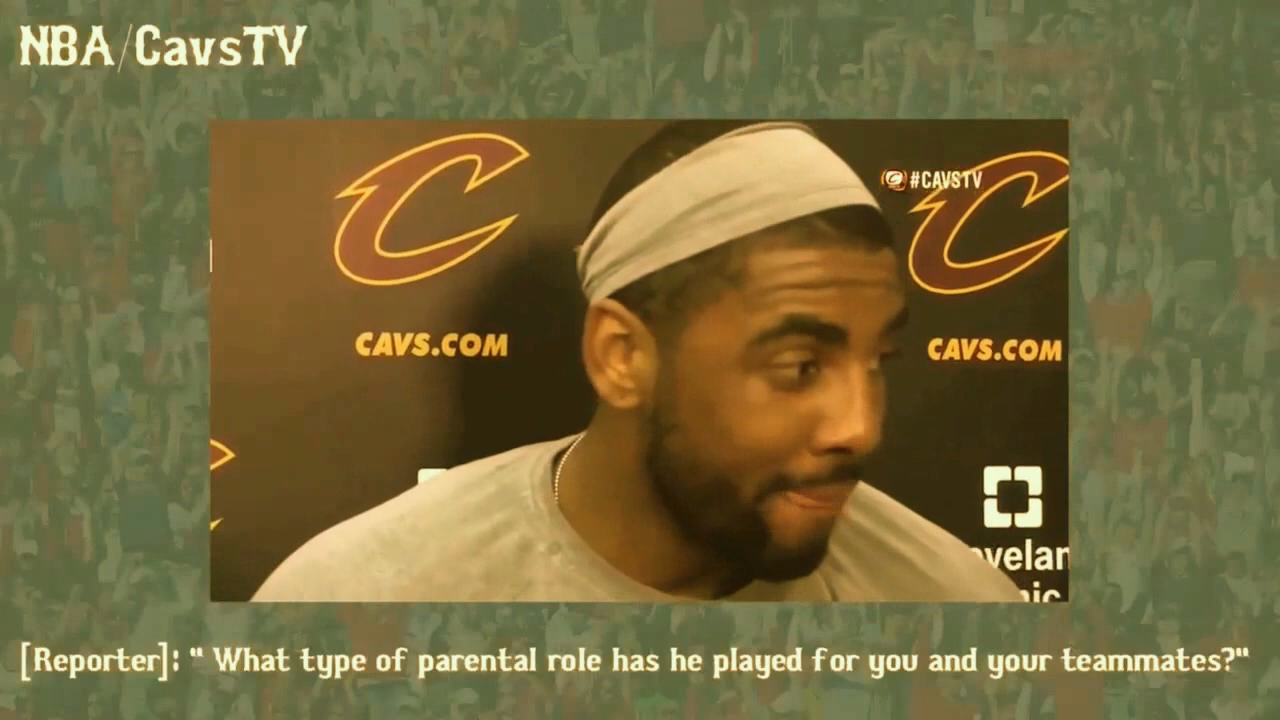 NBA/CavsTV
#CAVSTV
CAVS.COM
CAVS.COM
[Reporter]: “ What type of parental role has he played for you and your teammates?“